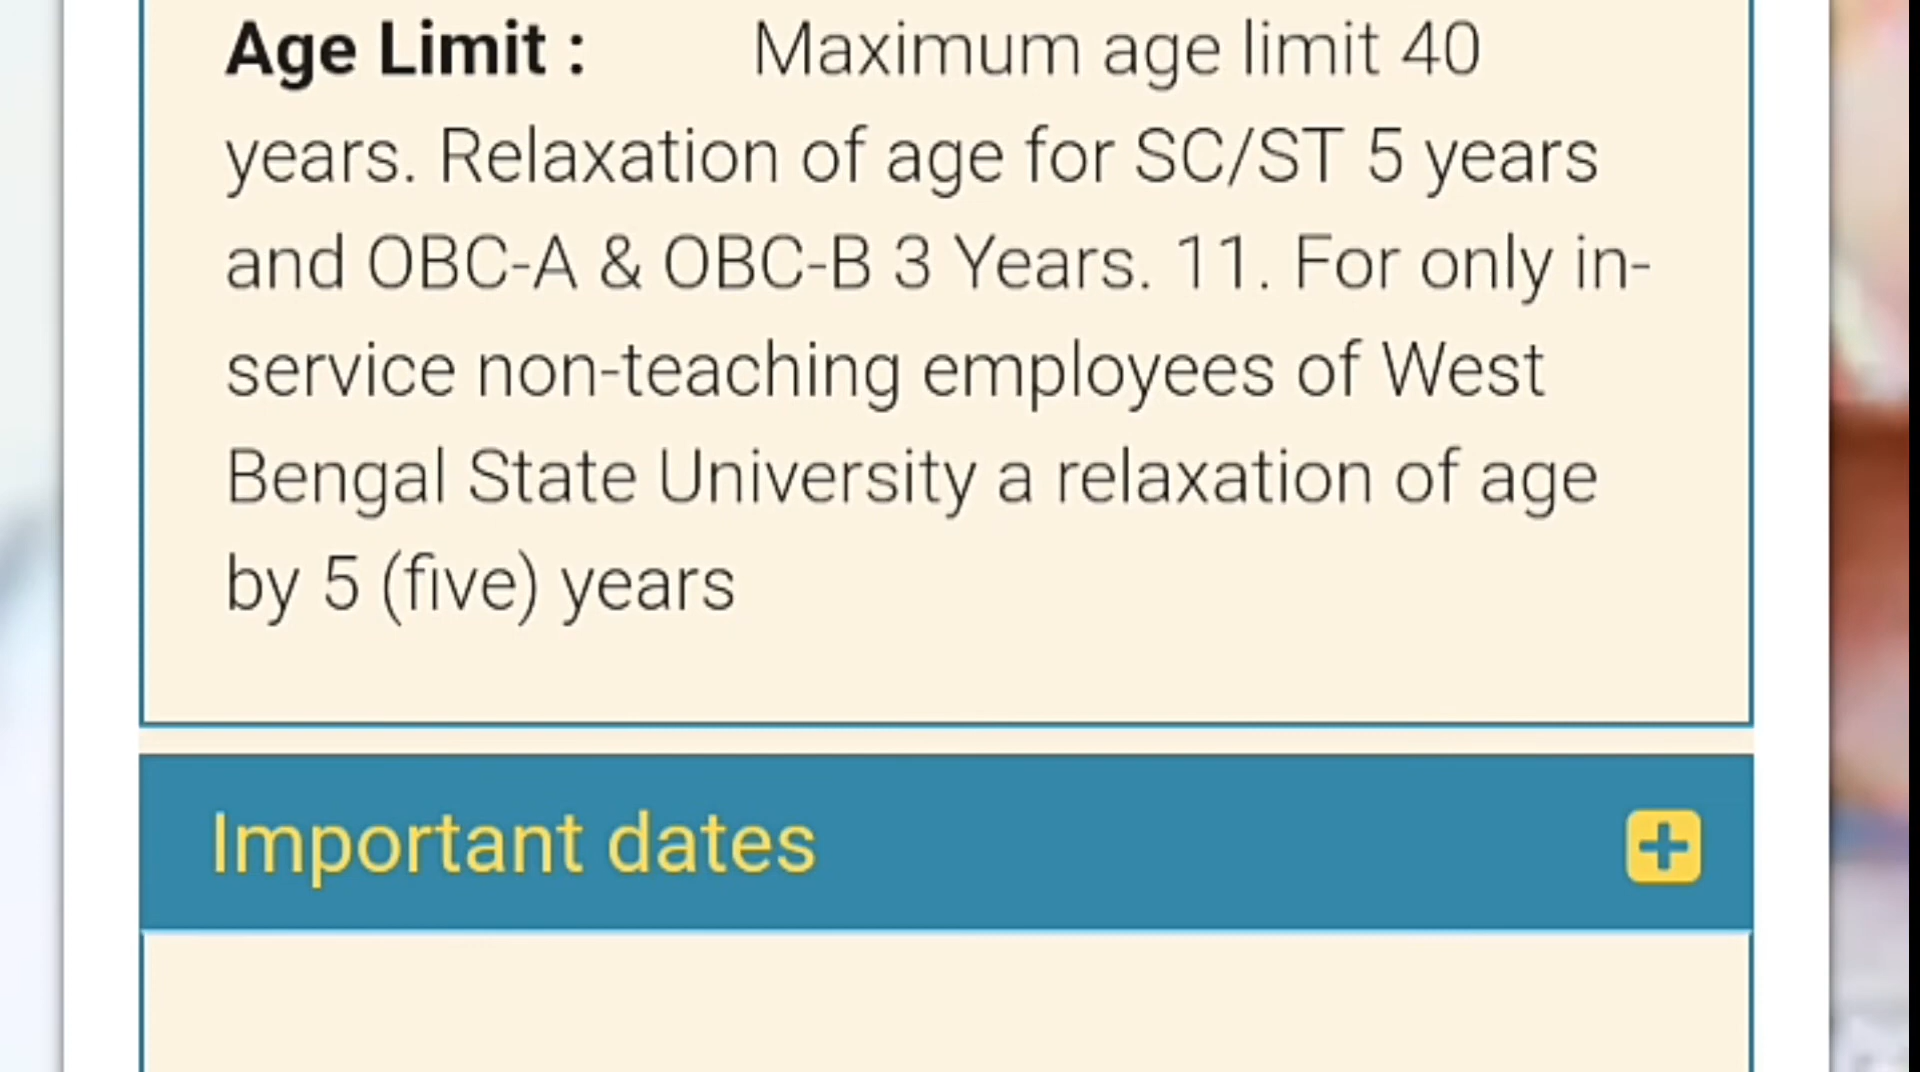 Age Limit : Maximum age limit 40
years. Relaxation of age for SC/ST 5 years
and OBC-A & OBC-B 3 Years. 11. For only in-
service non-teaching employees of West
Bengal State University a relaxation of age
by 5 (five) years
Important dates